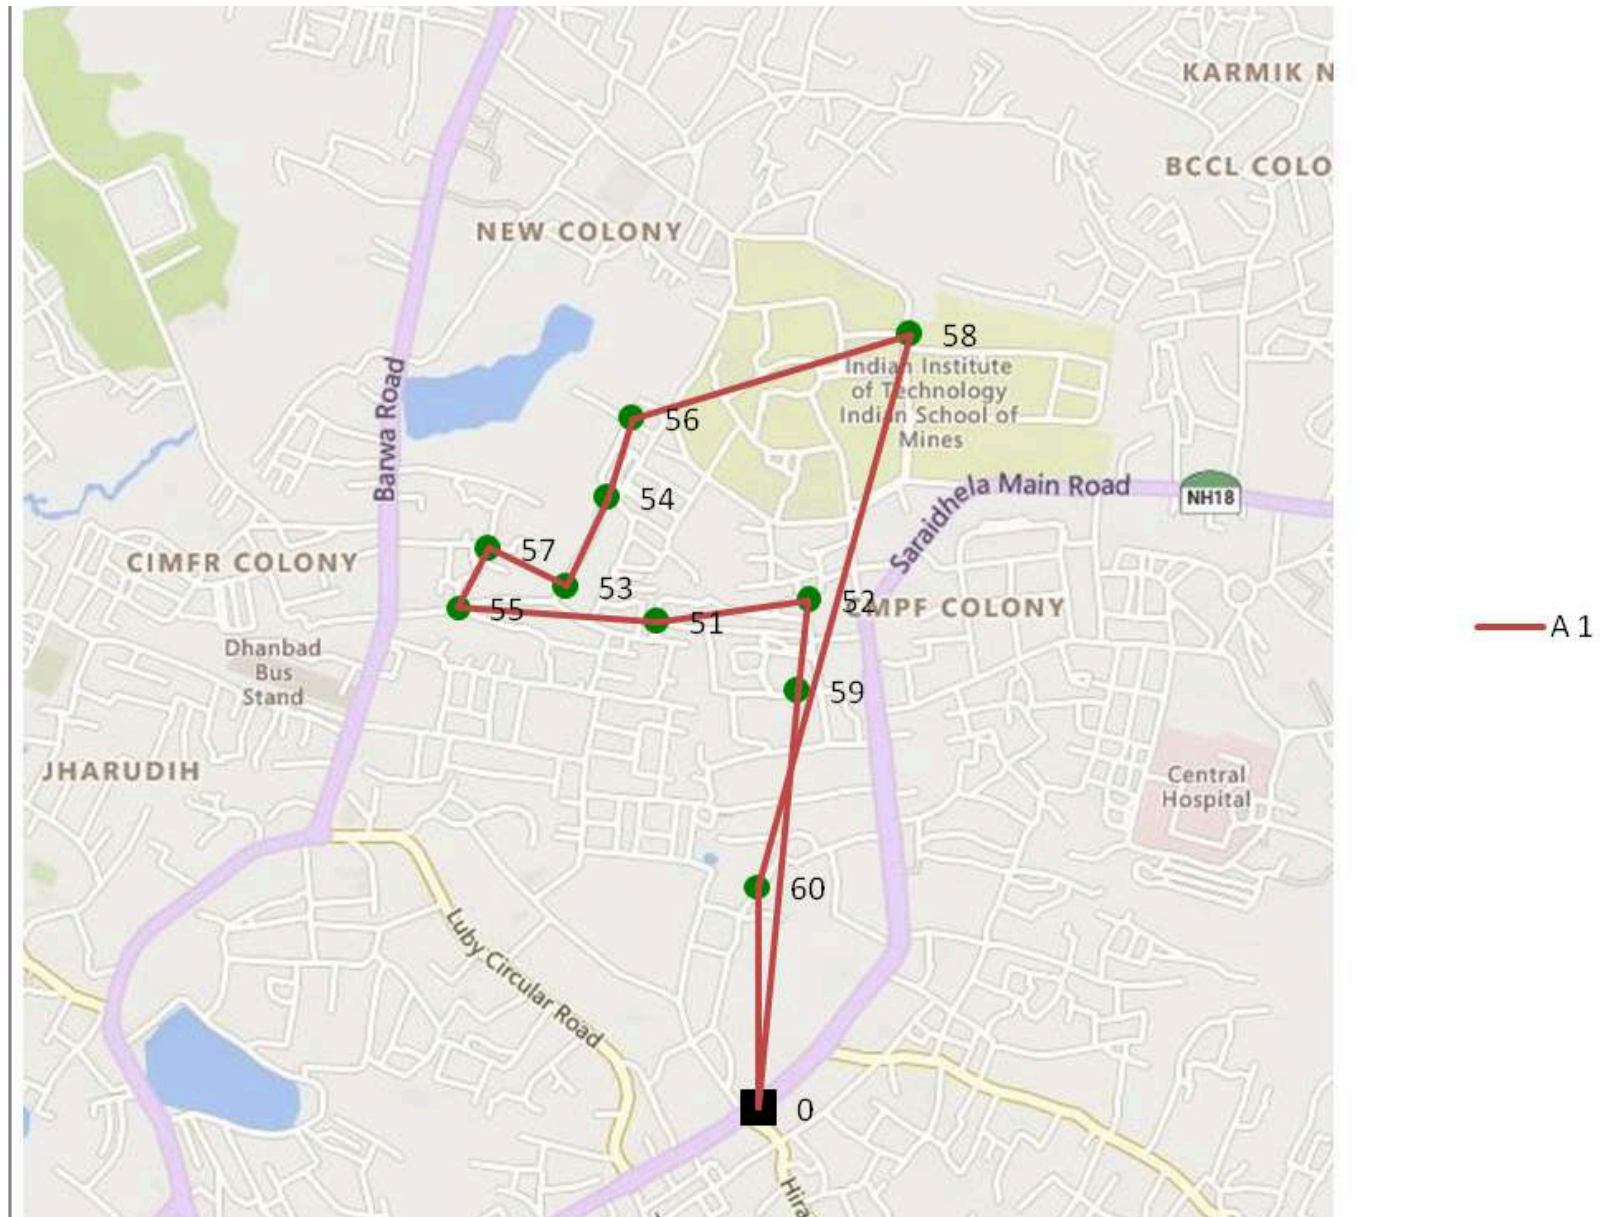 KARMIK N
BCCL COLO
NEW COLONY
58
Indian Institute
of Technology
Indian School of
Mines
56
Barwa Road
54
Saraidhela Main Road
NH18
57
CIMFR COLONY
53
52
CMPF COLONY
55
51
A 1
Dhanbad
Bus
Stand
59
JHARUDIH
Central
Hospital
60
Luby Circular Road
0
Hira